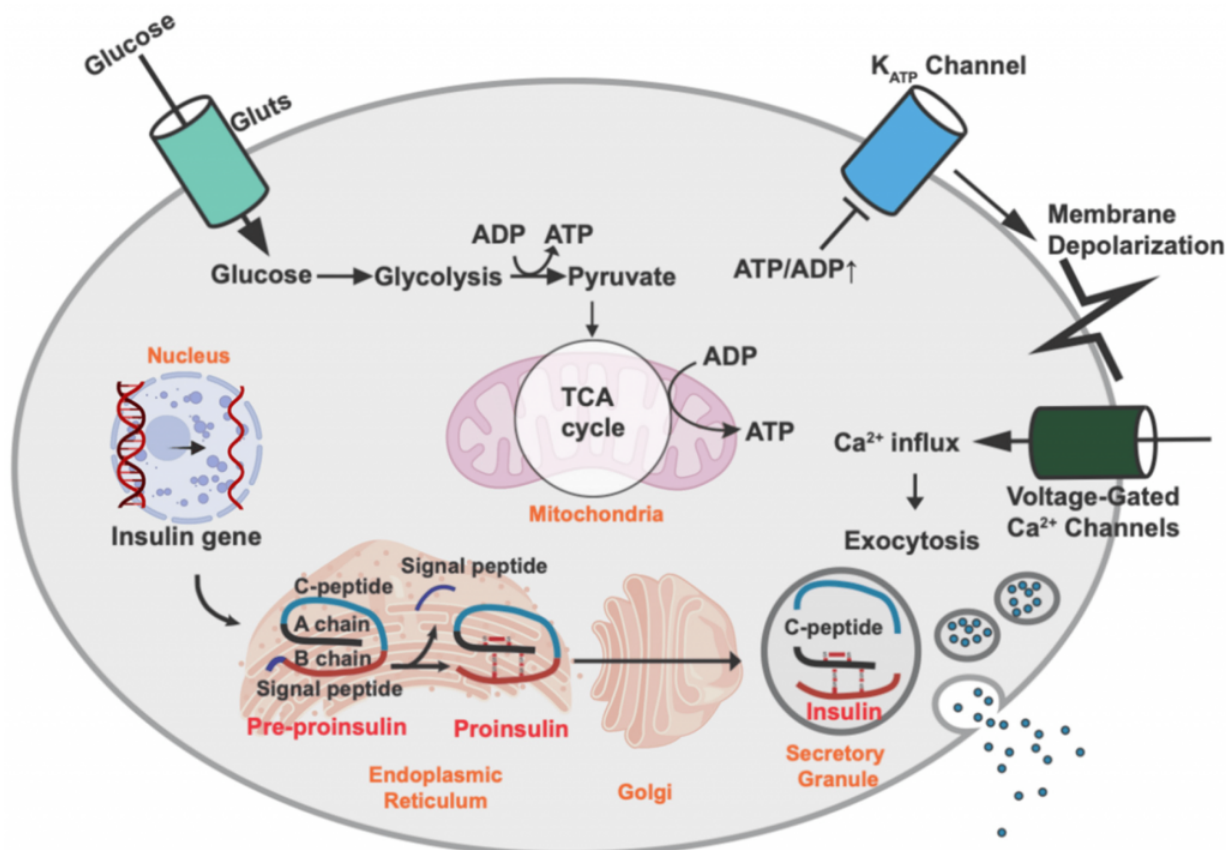 Glucose
Gluts
K_ATP Channel
Membrane
Depolarization
ADP ATP
Glucose Glycolysis Pyruvate
ATP/ADP↑
Nucleus
Insulin gene
TCA
cycle
ADP
ATP
Mitochondria
Ca²⁺ influx
Voltage-Gated
Ca²⁺ Channels
Exocytosis
C-peptide
A chain
B chain
Signal peptide
Pre-proinsulin
Signal peptide
Proinsulin
Endoplasmic
Reticulum
Golgi
C-peptide
Insulin
Secretory
Granule